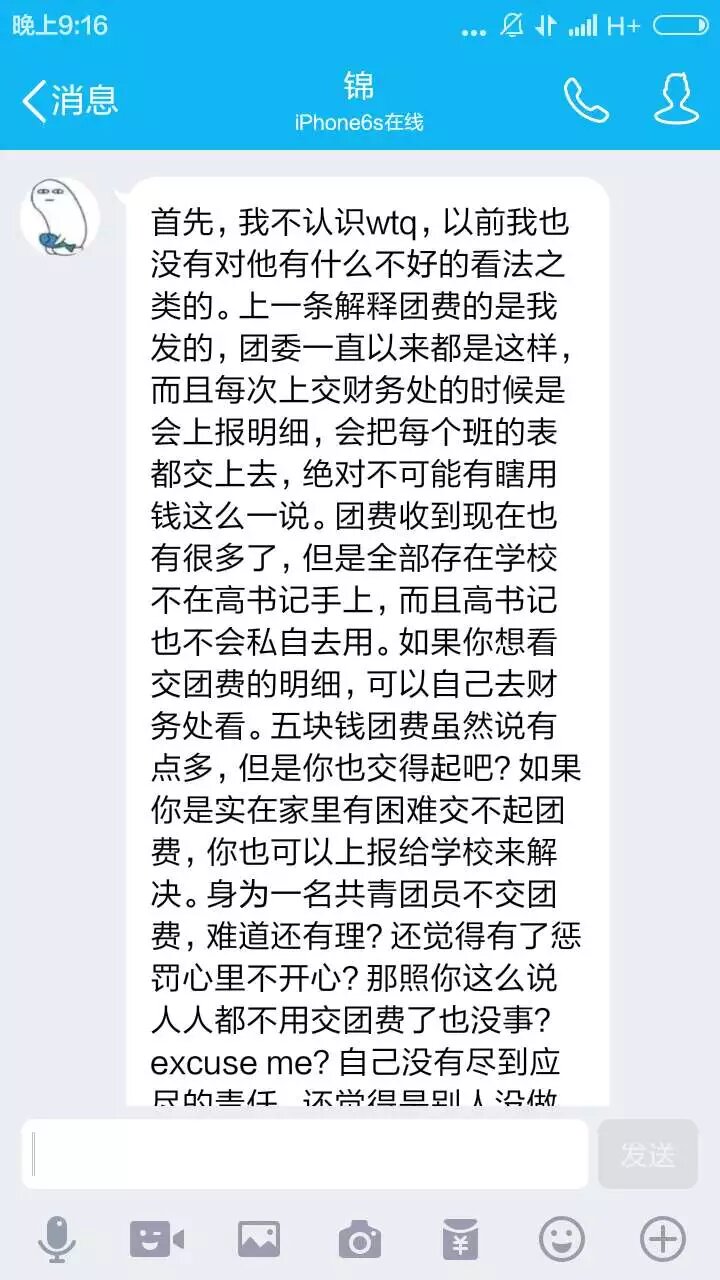 晚上9:16
H+
消息
锦
iPhone6s在线
首先，我不认识wtq，以前我也
没有对他有什么不好的看法之
类的。上一条解释团费的是我
发的，团委一直以来都是这样，
而且每次上交财务处的时候是
会上报明细，会把每个班的表
都交上去，绝对不可能有瞎用
钱这么一说。团费收到现在也
有很多了，但是全部存在学校
不在高书记手上，而且高书记
也不会私自去用。如果你想看
交团费的明细，可以自己去财
务处看。五块钱团费虽然说有
点多，但是你也交得起吧？如果
你是实在家里有困难交不起团
费，你也可以上报给学校来解
决。身为一名共青团员不交团
费，难道还有理？还觉得有了惩
罚心里不开心？那照你这么说
人人都不用交团费了也没事？
excuse me？自己没有尽到应
尽的责任，还觉得是别人没做
发送